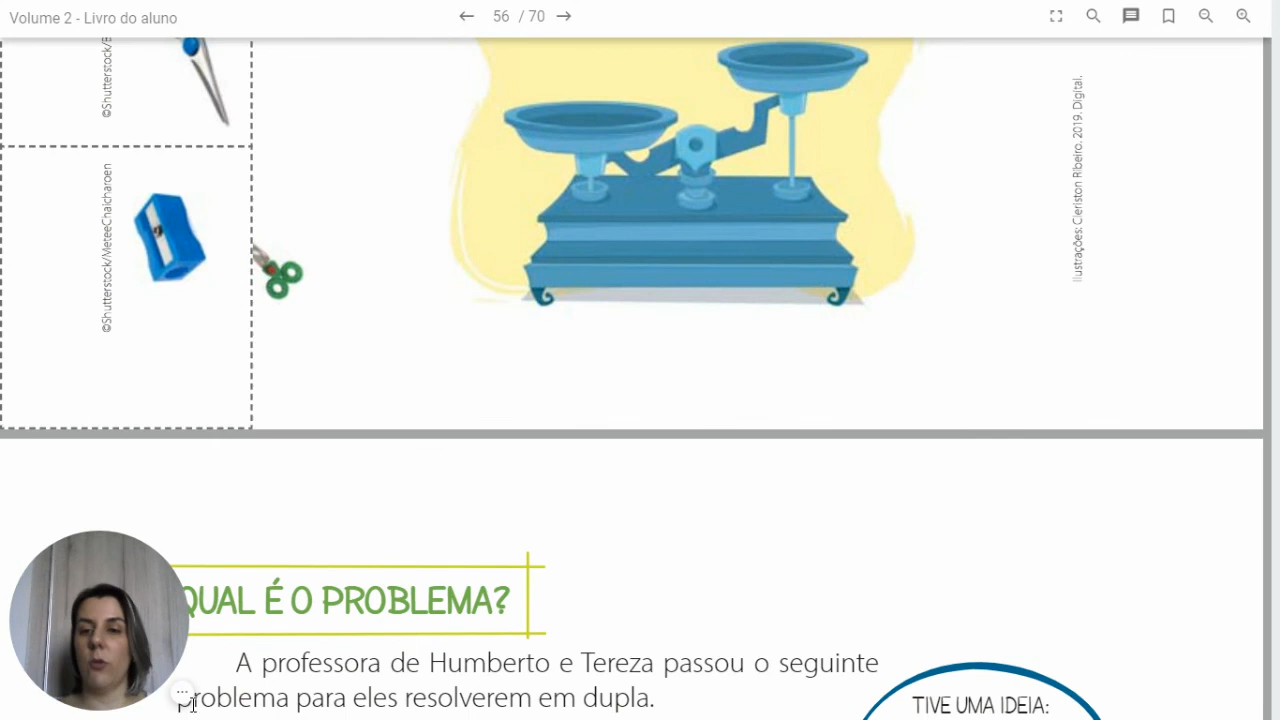 Volume 2 - Livro do aluno
56 / 70
©Shutterstock/MeteeChaicharoen
Ilustrações: Cleriston Ribeiro. 2019. Digital.
QUAL É O PROBLEMA?
A professora de Humberto e Tereza passou o seguinte
problema para eles resolverem em dupla.
TIVE UMA IDEIA: